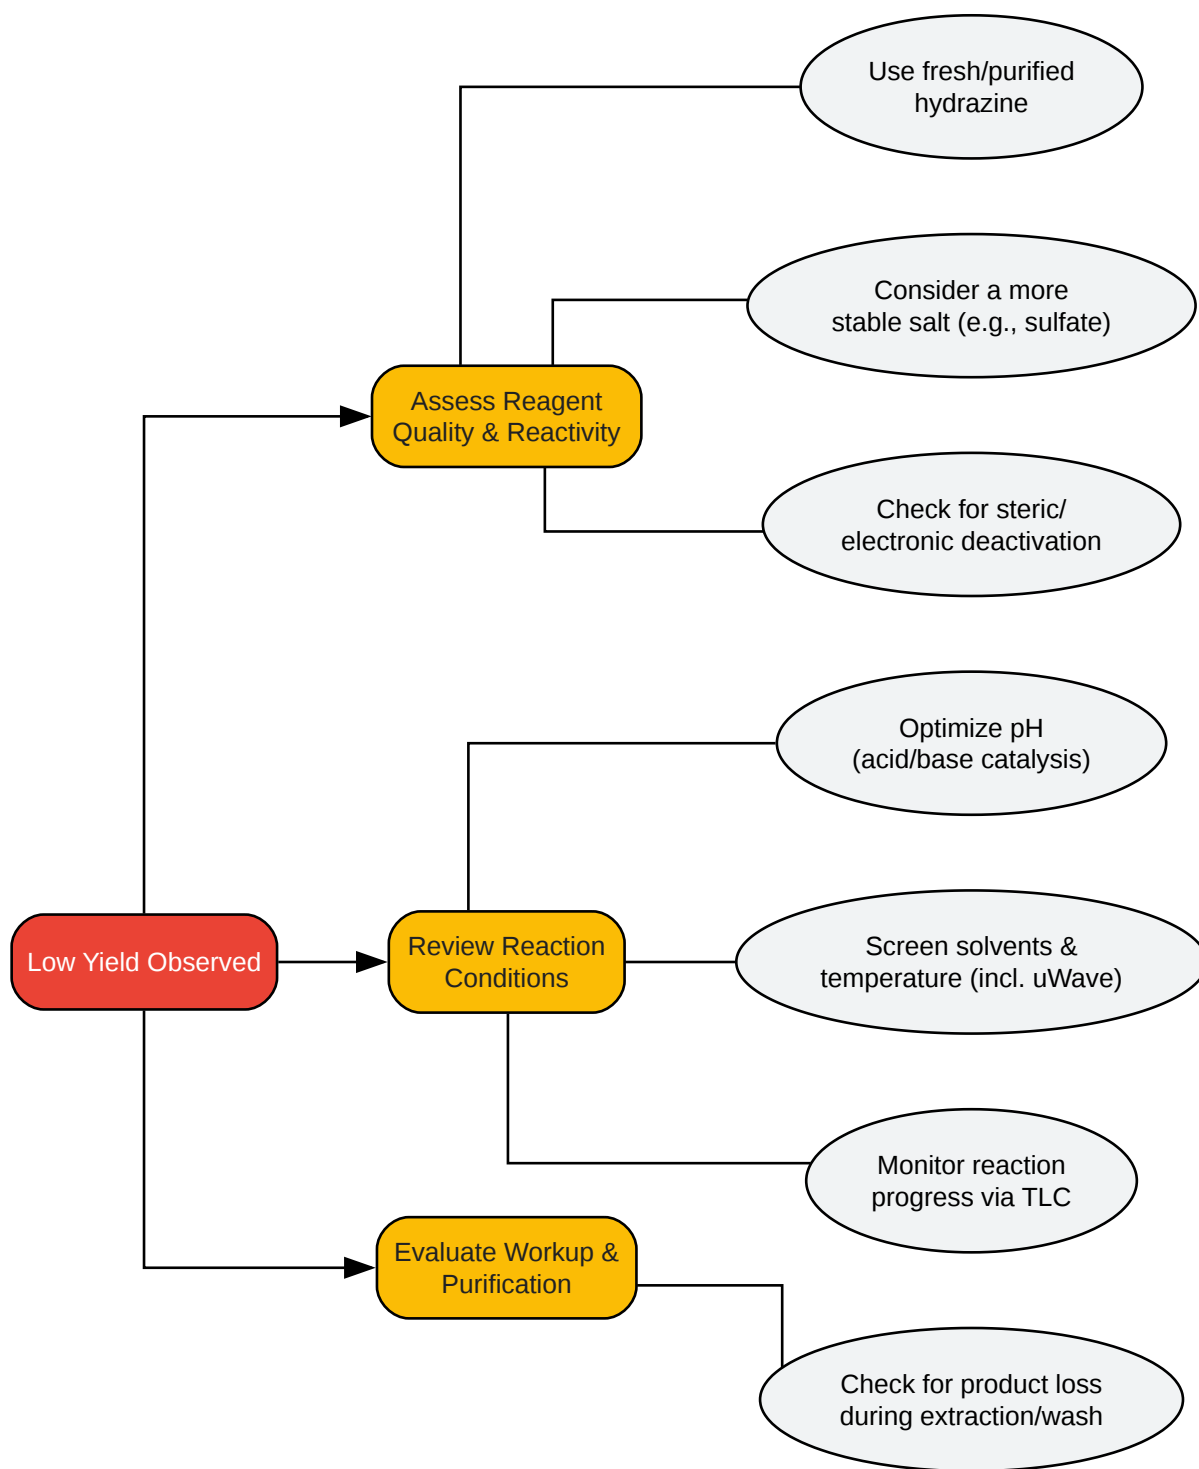 Use fresh/purified
hydrazine
Consider a more
stable salt (e.g., sulfate)
Assess Reagent
Quality & Reactivity
Check for steric/
electronic deactivation
Optimize pH
(acid/base catalysis)
Low Yield Observed
Review Reaction
Conditions
Screen solvents &
temperature (incl. uWave)
Monitor reaction
progress via TLC
Evaluate Workup &
Purification
Check for product loss
during extraction/wash